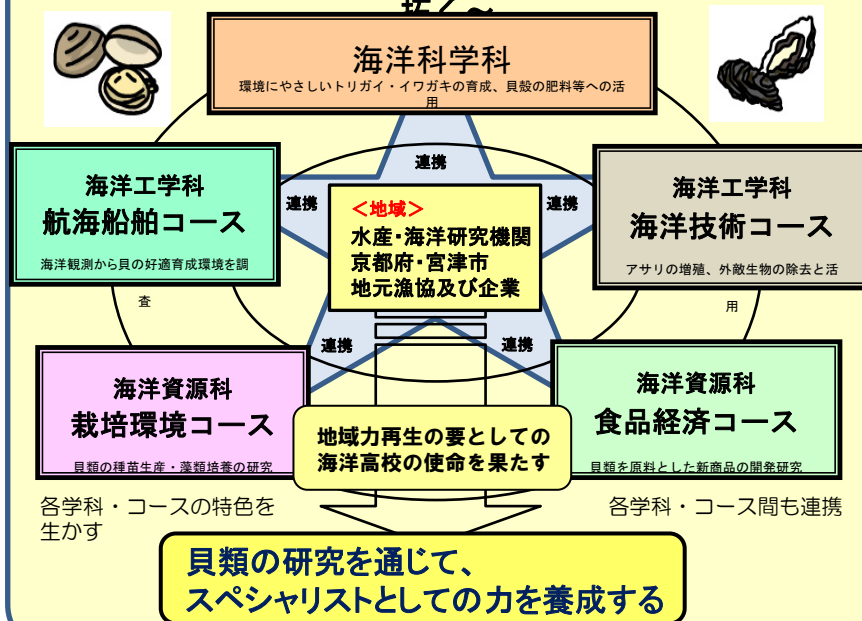 海洋科学科
環境にやさしいトリガイ・イワガキの育成、貝殻の肥料等への活
用
連携
海洋工学科
航海船舶コース
海洋観測から貝の好適育成環境を調
査
連携
<地域>
水産・海洋研究機関
京都府・宮津市
地元漁協及び企業
連携
海洋工学科
海洋技術コース
アサリの増殖、外敵生物の除去と活
用
連携
連携
海洋資源科
栽培環境コース
貝類の種苗生産・藻類培養の研究
地域力再生の要としての
海洋高校の使命を果たす
海洋資源科
食品経済コース
貝類を原料とした新商品の開発研究
各学科・コースの特色を
生かす
各学科・コース間も連携
貝類の研究を通じて、
スペシャリストとしての力を養成する